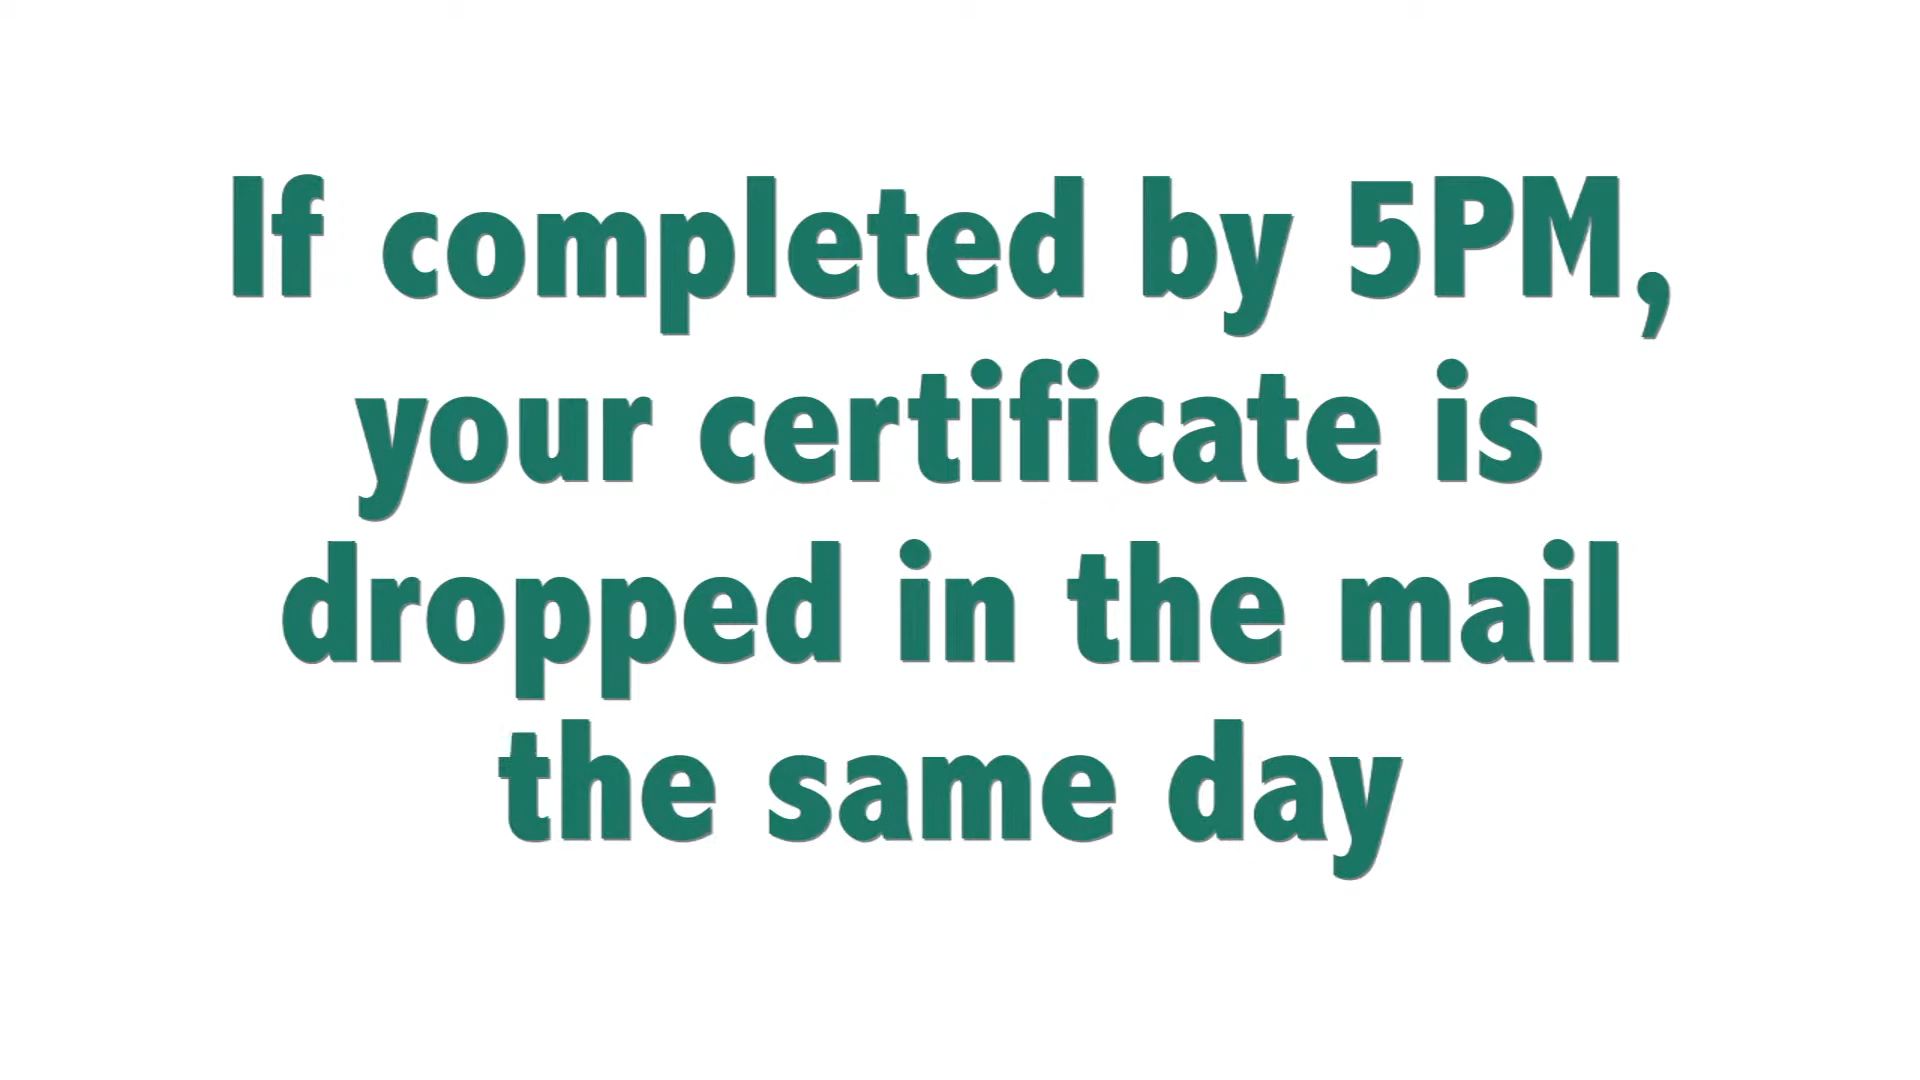 If completed by 5PM,
your certificate is
dropped in the mail
the same day